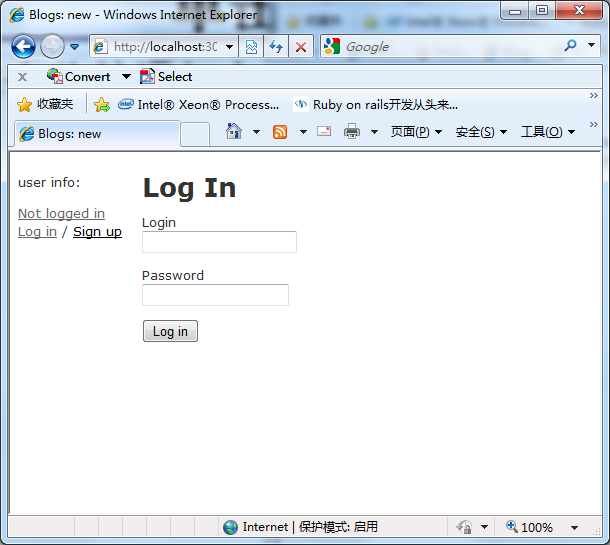 Blogs: new - Windows Internet Explorer
http://localhost:30
Google
x Convert Select
收藏夹 Intel® Xeon® Process... Ruby on rails开发从头来...
Blogs: new 页面(P) 安全(S) 工具(O)
user info:
Not logged in
Log in / Sign up
Log In
Login
Password
Log in
Internet | 保护模式: 启用 100%